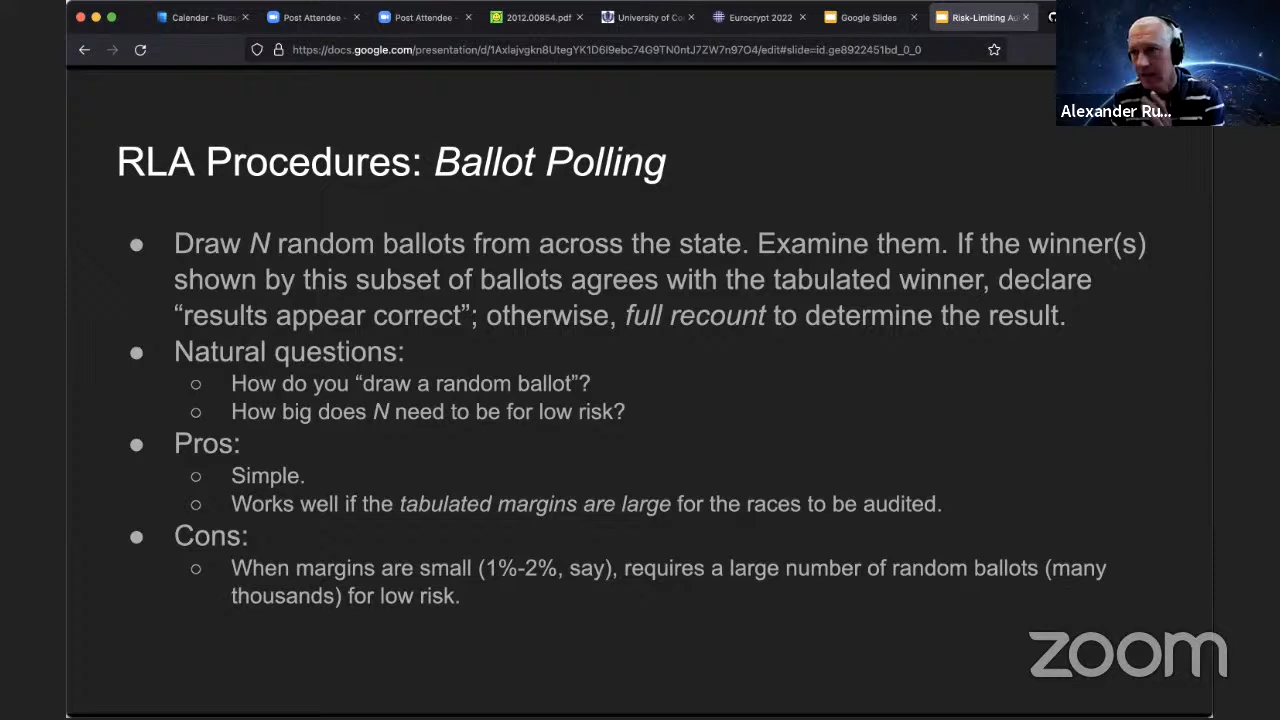 Calendar - Russ
Post Attendee -
Post Attendee -
2012.00854.pdf
University of Co
Eurocrypt 2022
Google Slides
Risk-Limiting Au
https://docs.google.com/presentation/d/1AxIajvgkn8UtegYK1D6I9ebc74G9TN0ntJ7ZW7n97O4/edit#slide=id.ge8922451bd_0_0
Alexander Ru...
RLA Procedures: Ballot Polling
● Draw N random ballots from across the state. Examine them. If the winner(s)
shown by this subset of ballots agrees with the tabulated winner, declare
“results appear correct”; otherwise, full recount to determine the result.
● Natural questions:
○ How do you “draw a random ballot”?
○ How big does N need to be for low risk?
● Pros:
○ Simple.
○ Works well if the tabulated margins are large for the races to be audited.
● Cons:
○ When margins are small (1%-2%, say), requires a large number of random ballots (many
thousands) for low risk.
zoom